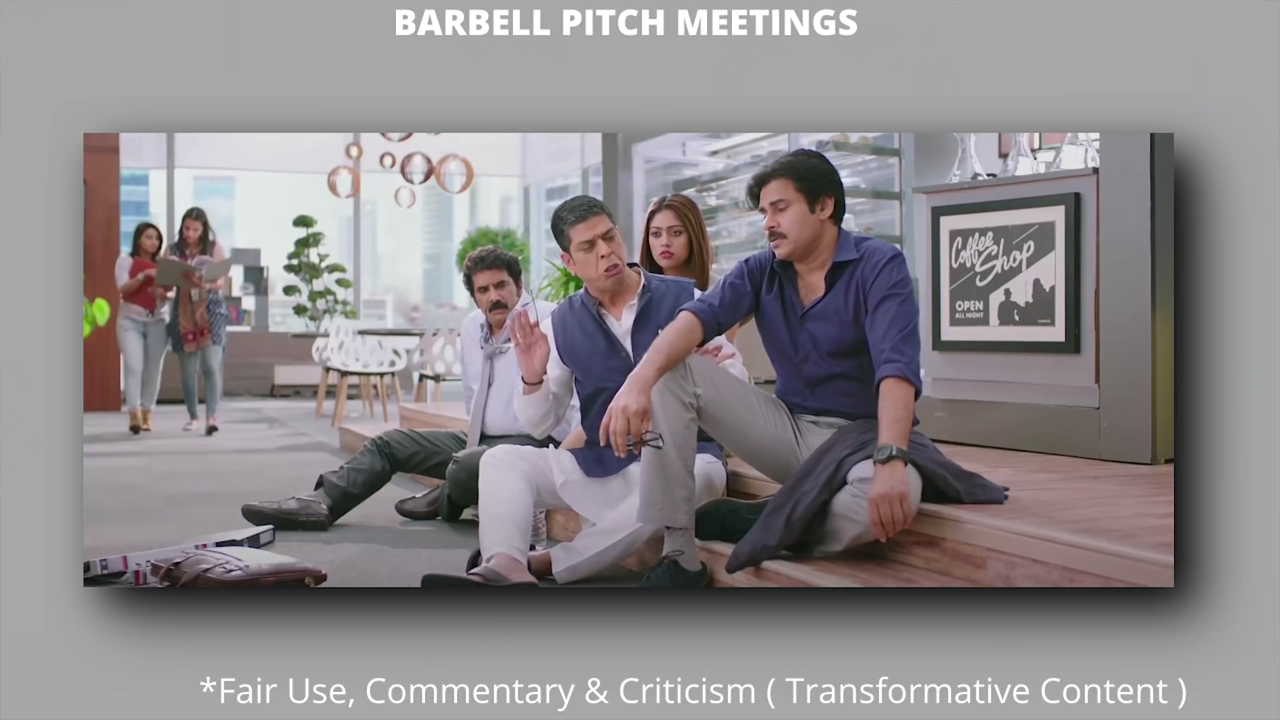 BARBELL PITCH MEETINGS
Coffee
Shop
OPEN
ALL NIGHT
*Fair Use, Commentary & Criticism ( Transformative Content )